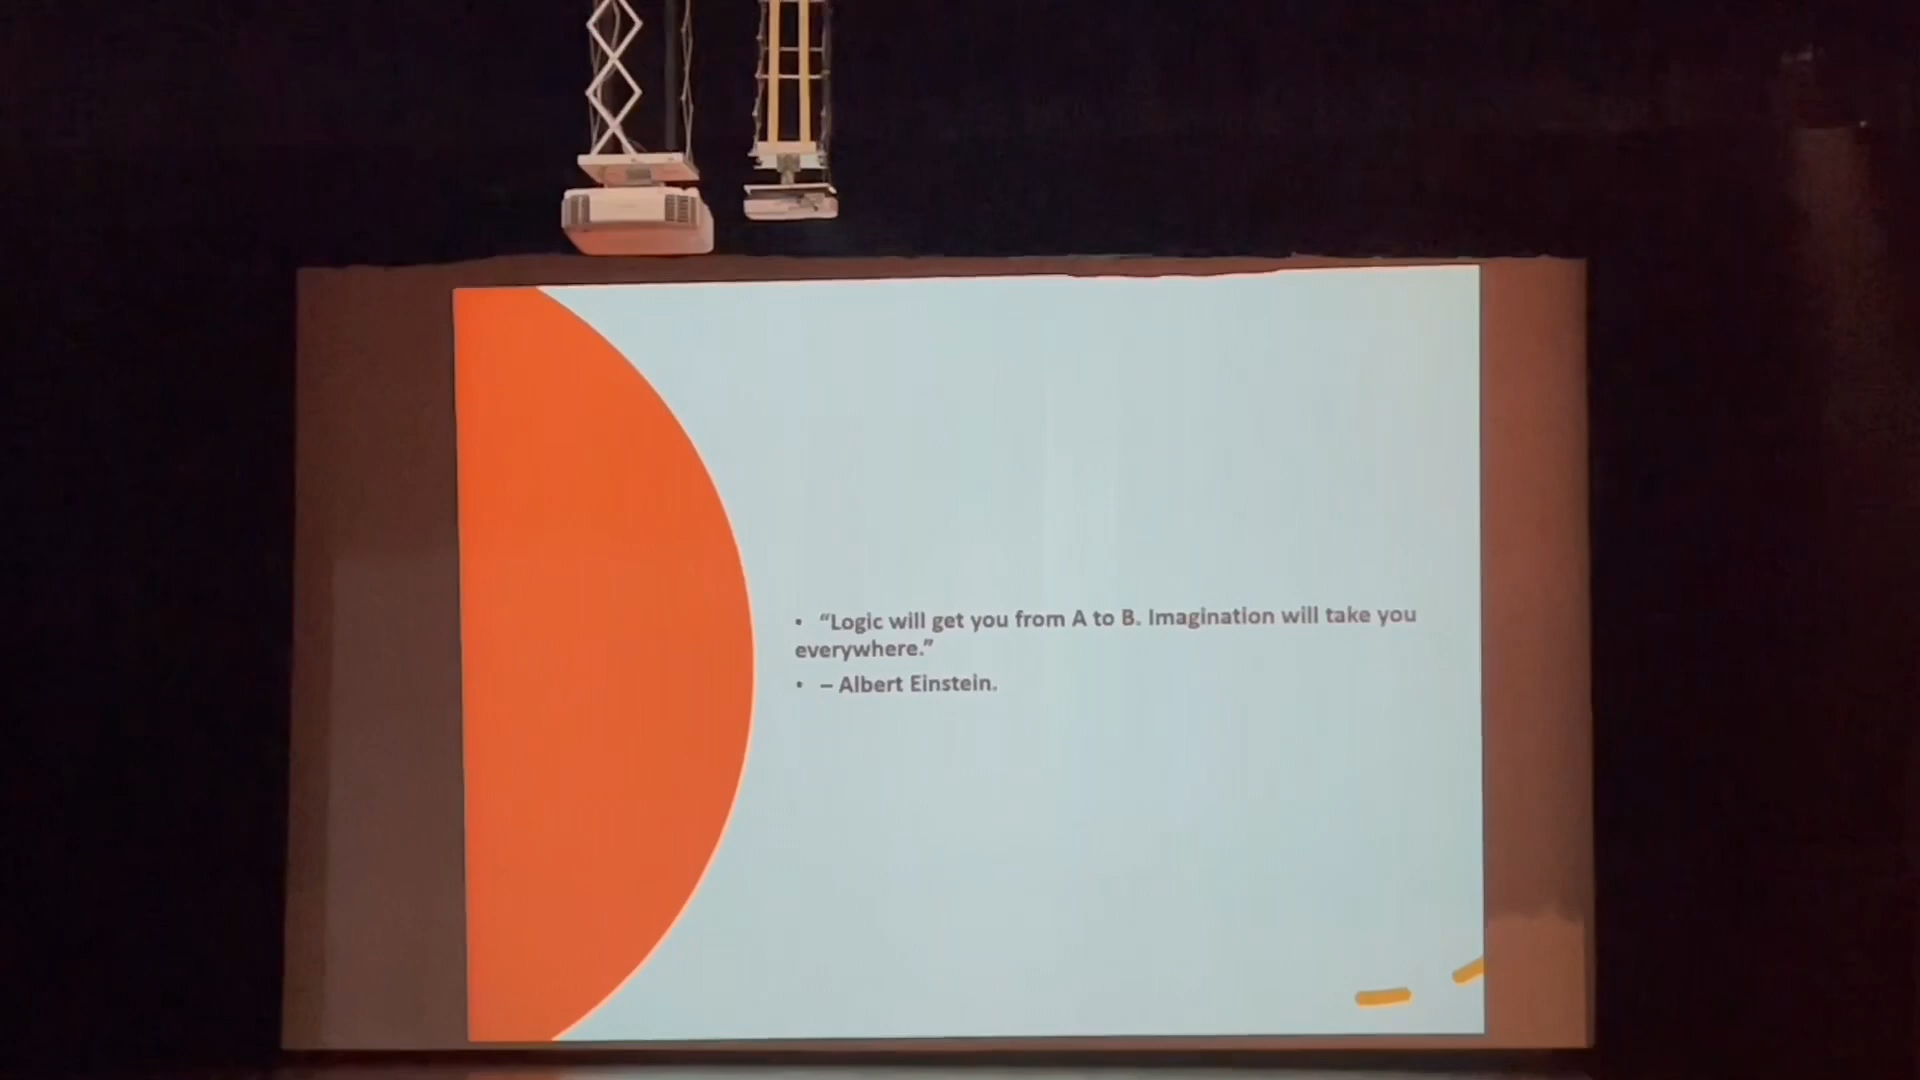 • “Logic will get you from A to B. Imagination will take you
everywhere.”
• – Albert Einstein.